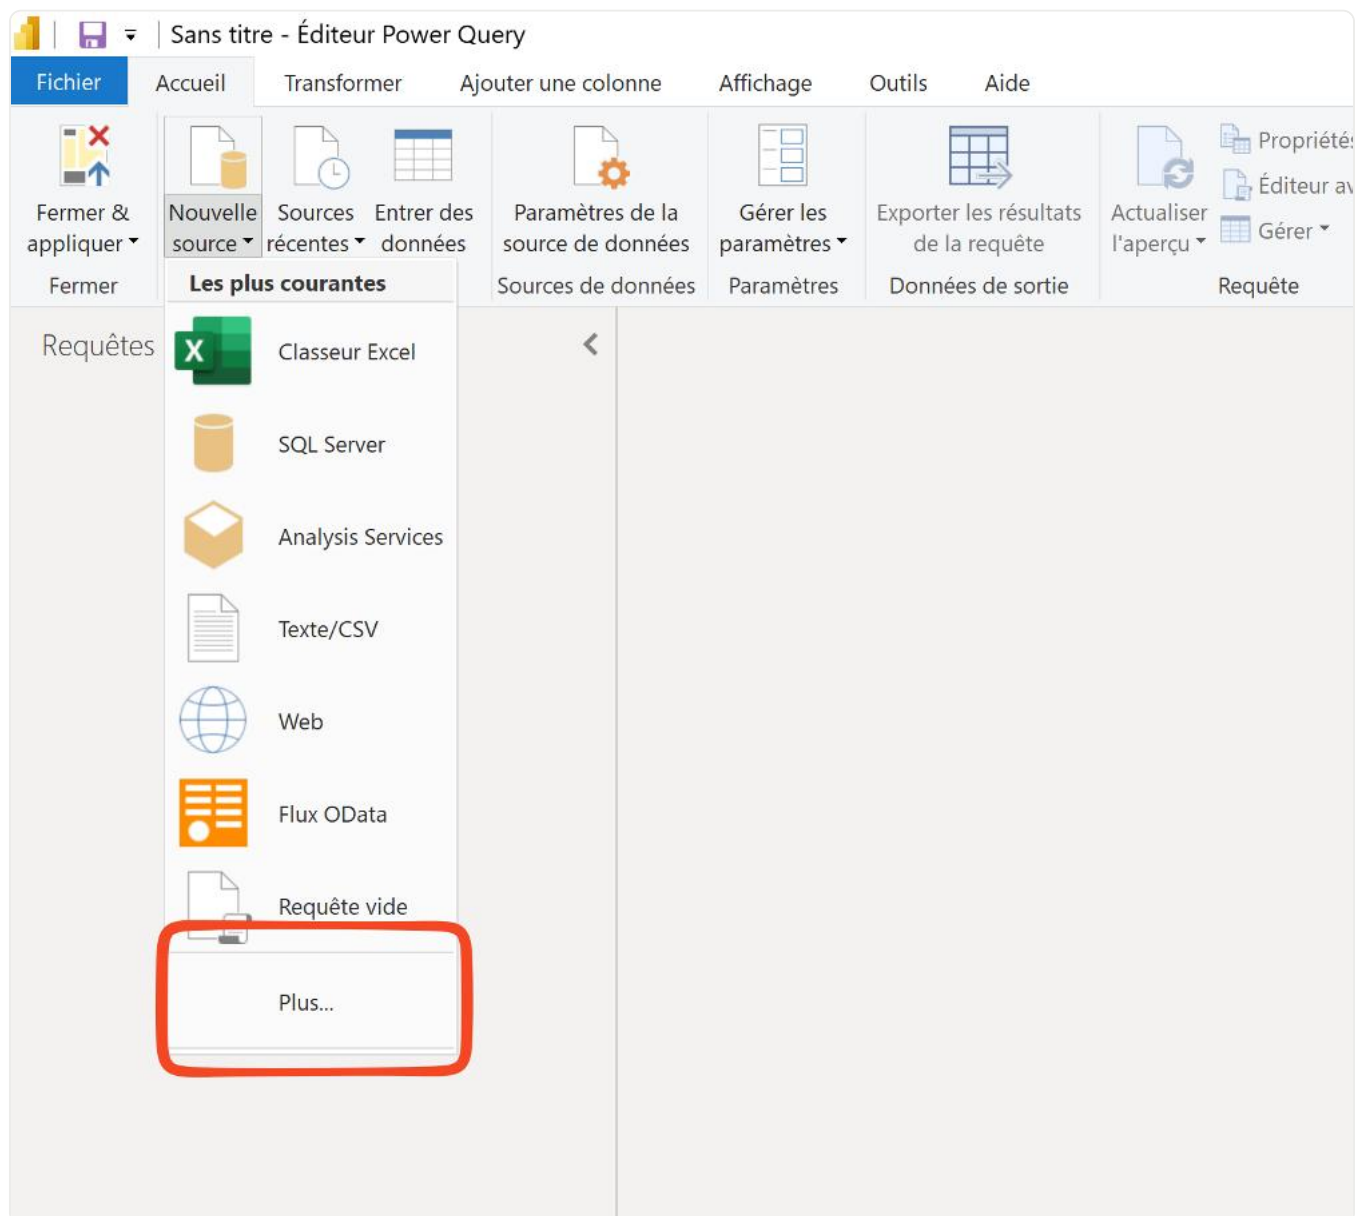 Sans titre - Éditeur Power Query
Fichier Accueil Transformer Ajouter une colonne Affichage Outils Aide
Fermer &
appliquer
Nouvelle
source
Sources
récentes
Entrer des
données
Paramètres de la
source de données
Gérer les
paramètres
Exporter les résultats
de la requête
Actualiser
l'aperçu
Propriétés
Éditeur av
Gérer
Fermer
Sources de données
Paramètres
Données de sortie
Requête
Les plus courantes
Requêtes
Classeur Excel
SQL Server
Analysis Services
Texte/CSV
Web
Flux OData
Requête vide
Plus...